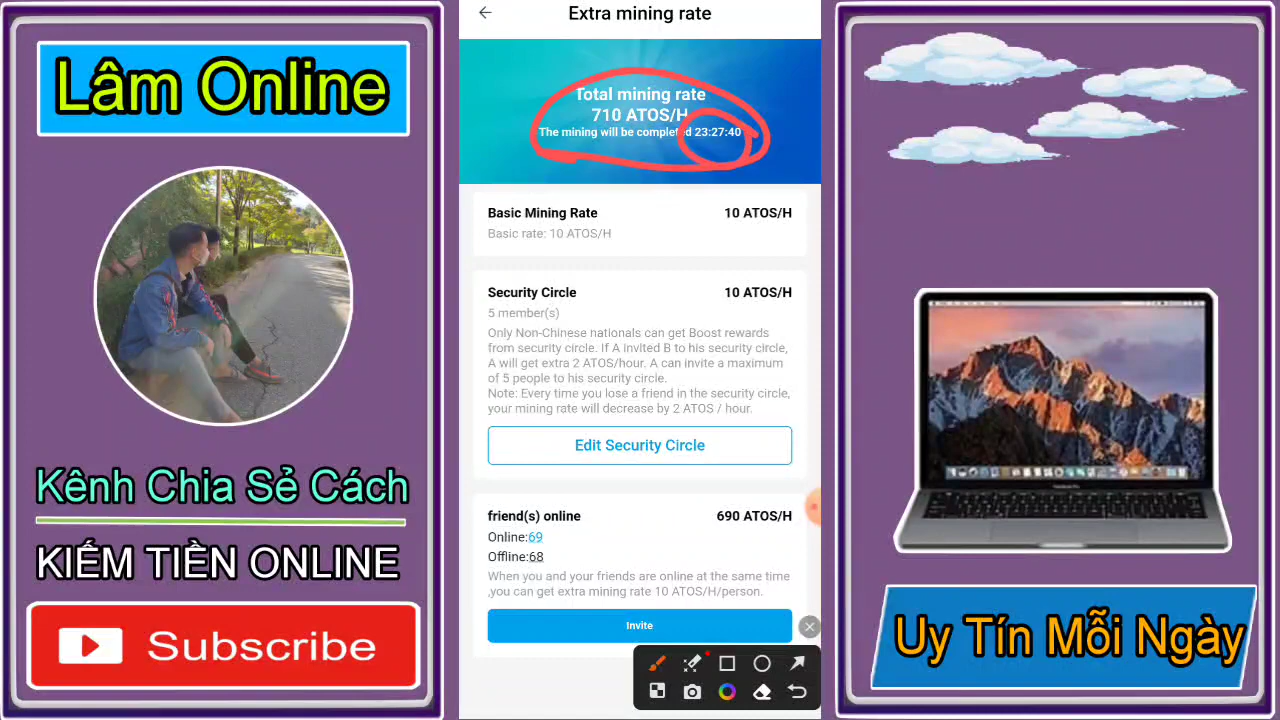 Lâm Online
Kênh Chia Sẻ Cách
KIẾM TIỀN ONLINE
Subscribe
Extra mining rate
Total mining rate
710 ATOS/H
The mining will be completed 23:27:40
Basic Mining Rate 10 ATOS/H
Basic rate: 10 ATOS/H
Security Circle 10 ATOS/H
5 member(s)
Only Non-Chinese nationals can get Boost rewards
from security circle. If A invited B to his security circle,
A will get extra 2 ATOS/hour. A can invite a maximum
of 5 people to his security circle.
Note: Every time you lose a friend in the security circle,
your mining rate will decrease by 2 ATOS / hour.
Edit Security Circle
friend(s) online 690 ATOS/H
Online:69
Offline:68
When you and your friends are online at the same time
,you can get extra mining rate 10 ATOS/H/person.
Invite
Uy Tín Mỗi Ngày